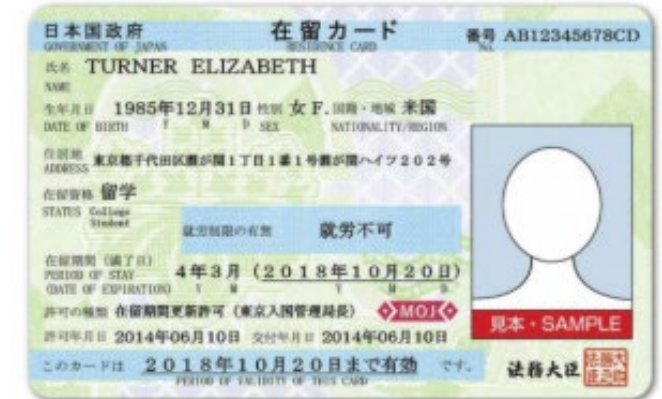 日本国政府 在留カード 番号 AB12345678CD
GOVERNMENT OF JAPAN RESIDENCE CARD No.
氏名 TURNER ELIZABETH
NAME
生年月日 1985年12月31日 性別 女 F. 国籍・地域 米国
DATE OF BIRTH Y M D SEX NATIONALITY/REGION
住居地 東京都千代田区霞が関1丁目1番1号霞が関ハイツ202号
ADDRESS
在留資格 留学
STATUS College
Student
就労制限の有無 就労不可
在留期間(満了日)
PERIOD OF STAY 4年3月(2018年10月20日)
(DATE OF EXPIRATION) Y M Y M D
許可の種類 在留期間更新許可(東京入国管理局長) MOJ
見本・SAMPLE
許可年月日 2014年06月10日 交付年月日 2014年06月10日
このカードは 2018年10月20日まで有効 です。
PERIOD OF VALIDITY OF THIS CARD
法務大臣